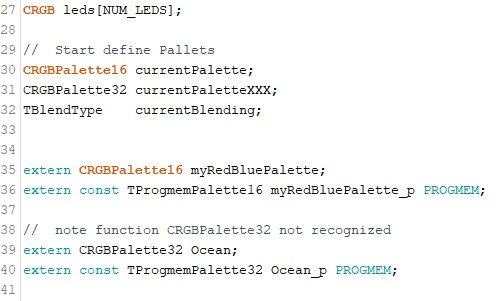 27 CRGB leds[NUM_LEDS];
28
29 //  Start define Pallets
30 CRGBPalette16 currentPalette;
31 CRGBPalette32 currentPaletteXXX;
32 TBlendType    currentBlending;
33
34
35 extern CRGBPalette16 myRedBluePalette;
36 extern const TProgmemPalette16 myRedBluePalette_p PROGMEM;
37
38 //  note function CRGBPalette32 not recognized
39 extern CRGBPalette32 Ocean;
40 extern const TProgmemPalette32 Ocean_p PROGMEM;
41